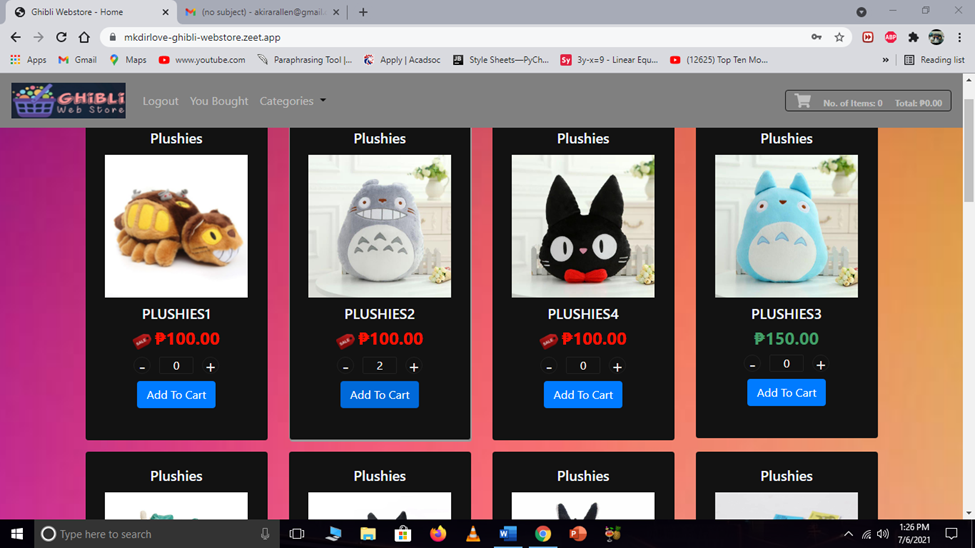 Ghibli Webstore - Home
(no subject) - akirarallen@gmail.
mkdirlove-ghibli-webstore.zeet.app
Apps
Gmail
Maps
www.youtube.com
Paraphrasing Tool |...
Apply | Acadsoc
Style Sheets—PyCh...
3y-x=9 - Linear Equ...
(12625) Top Ten Mo...
»
Reading list
GHIBLI
Web Store
Logout
You Bought
Categories
No. of Items: 0
Total: ₱0.00
Plushies
Plushies
Plushies
Plushies
PLUSHIES1
PLUSHIES2
PLUSHIES4
PLUSHIES3
SALE ₱100.00
SALE ₱100.00
SALE ₱100.00
₱150.00
- 0 +
- 2 +
- 0 +
- 0 +
Add To Cart
Add To Cart
Add To Cart
Add To Cart
Plushies
Plushies
Plushies
Plushies
Type here to search
1:26 PM
7/6/2021